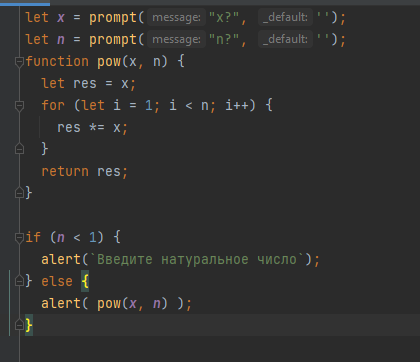 let x = prompt( message: "x?", _default: '');
let n = prompt( message: "n?", _default: '');
function pow(x, n) {
let res = x;
for (let i = 1; i < n; i++) {
res *= x;
}
return res;
}
if (n < 1) {
alert(`Введите натуральное число`);
} else {
alert( pow(x, n) );
}